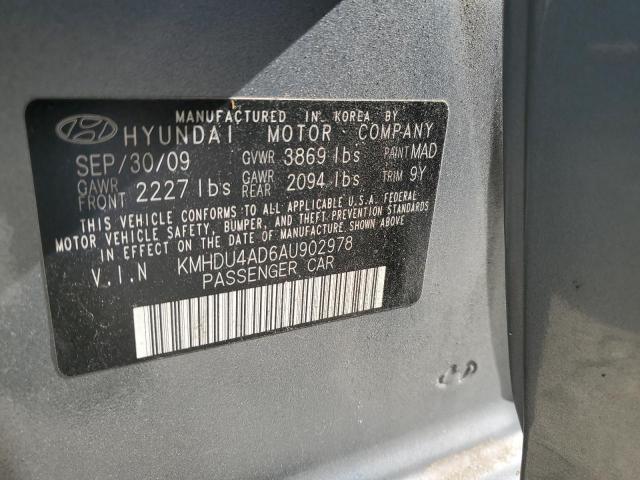 MANUFACTURED IN KOREA BY
HYUNDAI MOTOR COMPANY
SEP/30/09 GVWR 3869 lbs PAINT MAD
GAWR FRONT 2227 lbs GAWR REAR 2094 lbs TRIM 9Y
THIS VEHICLE CONFORMS TO ALL APPLICABLE U.S.A. FEDERAL
MOTOR VEHICLE SAFETY, BUMPER, AND THEFT PREVENTION STANDARDS
IN EFFECT ON THE DATE OF MANUFACTURE SHOWN ABOVE
V.I.N KMHDU4AD6AU902978
PASSENGER CAR